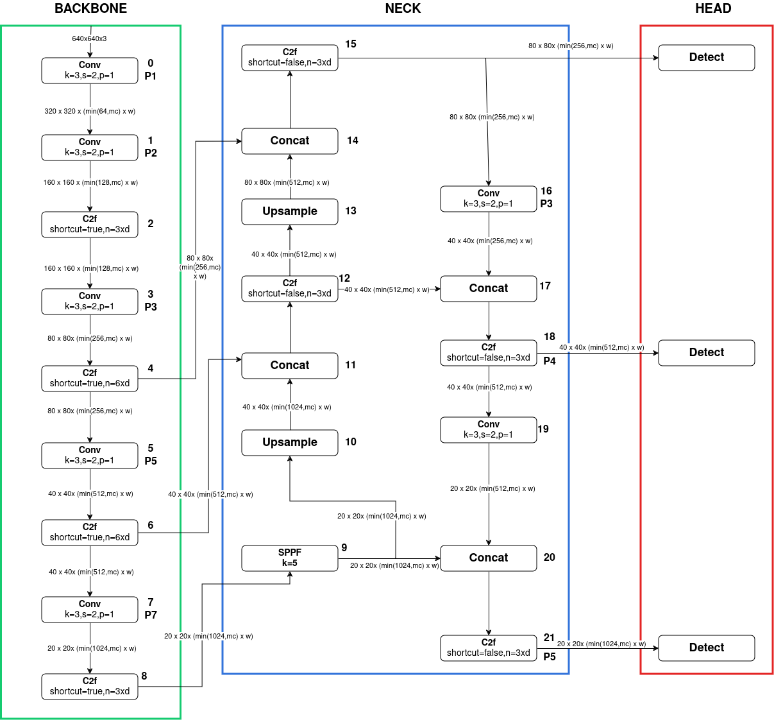 BACKBONE
640x640x3
Conv
k=3,s=2,p=1
0
P1
320 x 320 x (min(64,mc) x w)
Conv
k=3,s=2,p=1
1
P2
160 x 160 x (min(128,mc) x w)
C2f
shortcut=true,n=3xd
2
160 x 160 x (min(128,mc) x w)
Conv
k=3,s=2,p=1
3
P3
80 x 80x (min(256,mc) x w)
C2f
shortcut=true,n=6xd
4
80 x 80x (min(256,mc) x w)
Conv
k=3,s=2,p=1
5
P5
40 x 40x (min(512,mc) x w)
C2f
shortcut=true,n=6xd
6
40 x 40x (min(512,mc) x w)
Conv
k=3,s=2,p=1
7
P7
20 x 20x (min(1024,mc) x w)
C2f
shortcut=true,n=3xd
8
80 x 80x
(min(256,mc)
x w)
40 x 40x (min(512,mc) x w)
20 x 20x (min(1024,mc) x w)
NECK
C2f
shortcut=false,n=3xd
15
Concat
14
80 x 80x (min(512,mc) x w)
Upsample
13
40 x 40x (min(512,mc) x w)
C2f
shortcut=false,n=3xd
12
40 x 40x (min(512,mc) x w)
Concat
11
40 x 40x (min(1024,mc) x w)
Upsample
10
20 x 20x (min(1024,mc) x w)
SPPF
k=5
9
20 x 20x (min(1024,mc) x w)
80 x 80x (min(256,mc) x w)
80 x 80x (min(256,mc) x w)
Conv
k=3,s=2,p=1
16
P3
40 x 40x (min(256,mc) x w)
Concat
17
C2f
shortcut=false,n=3xd
18
P4
40 x 40x (min(512,mc) x w)
40 x 40x (min(512,mc) x w)
Conv
k=3,s=2,p=1
19
20 x 20x (min(512,mc) x w)
Concat
20
C2f
shortcut=false,n=3xd
21
P5
20 x 20x (min(1024,mc) x w)
HEAD
Detect
Detect
Detect